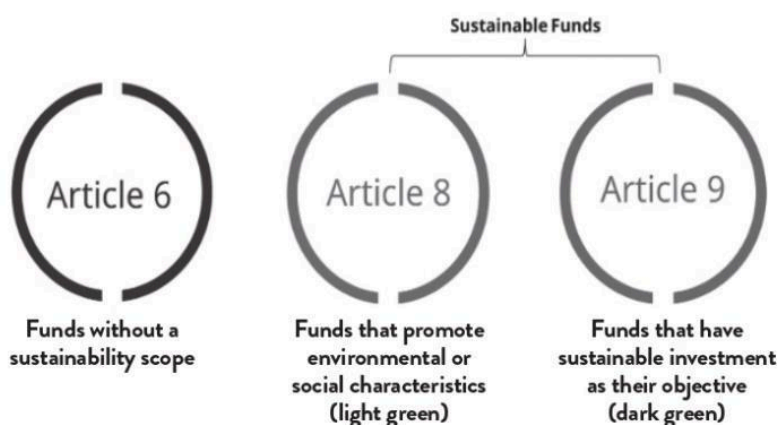 Sustainable Funds
Article 6
Article 8
Article 9
Funds without a
sustainability scope
Funds that promote
environmental or
social characteristics
(light green)
Funds that have
sustainable investment
as their objective
(dark green)